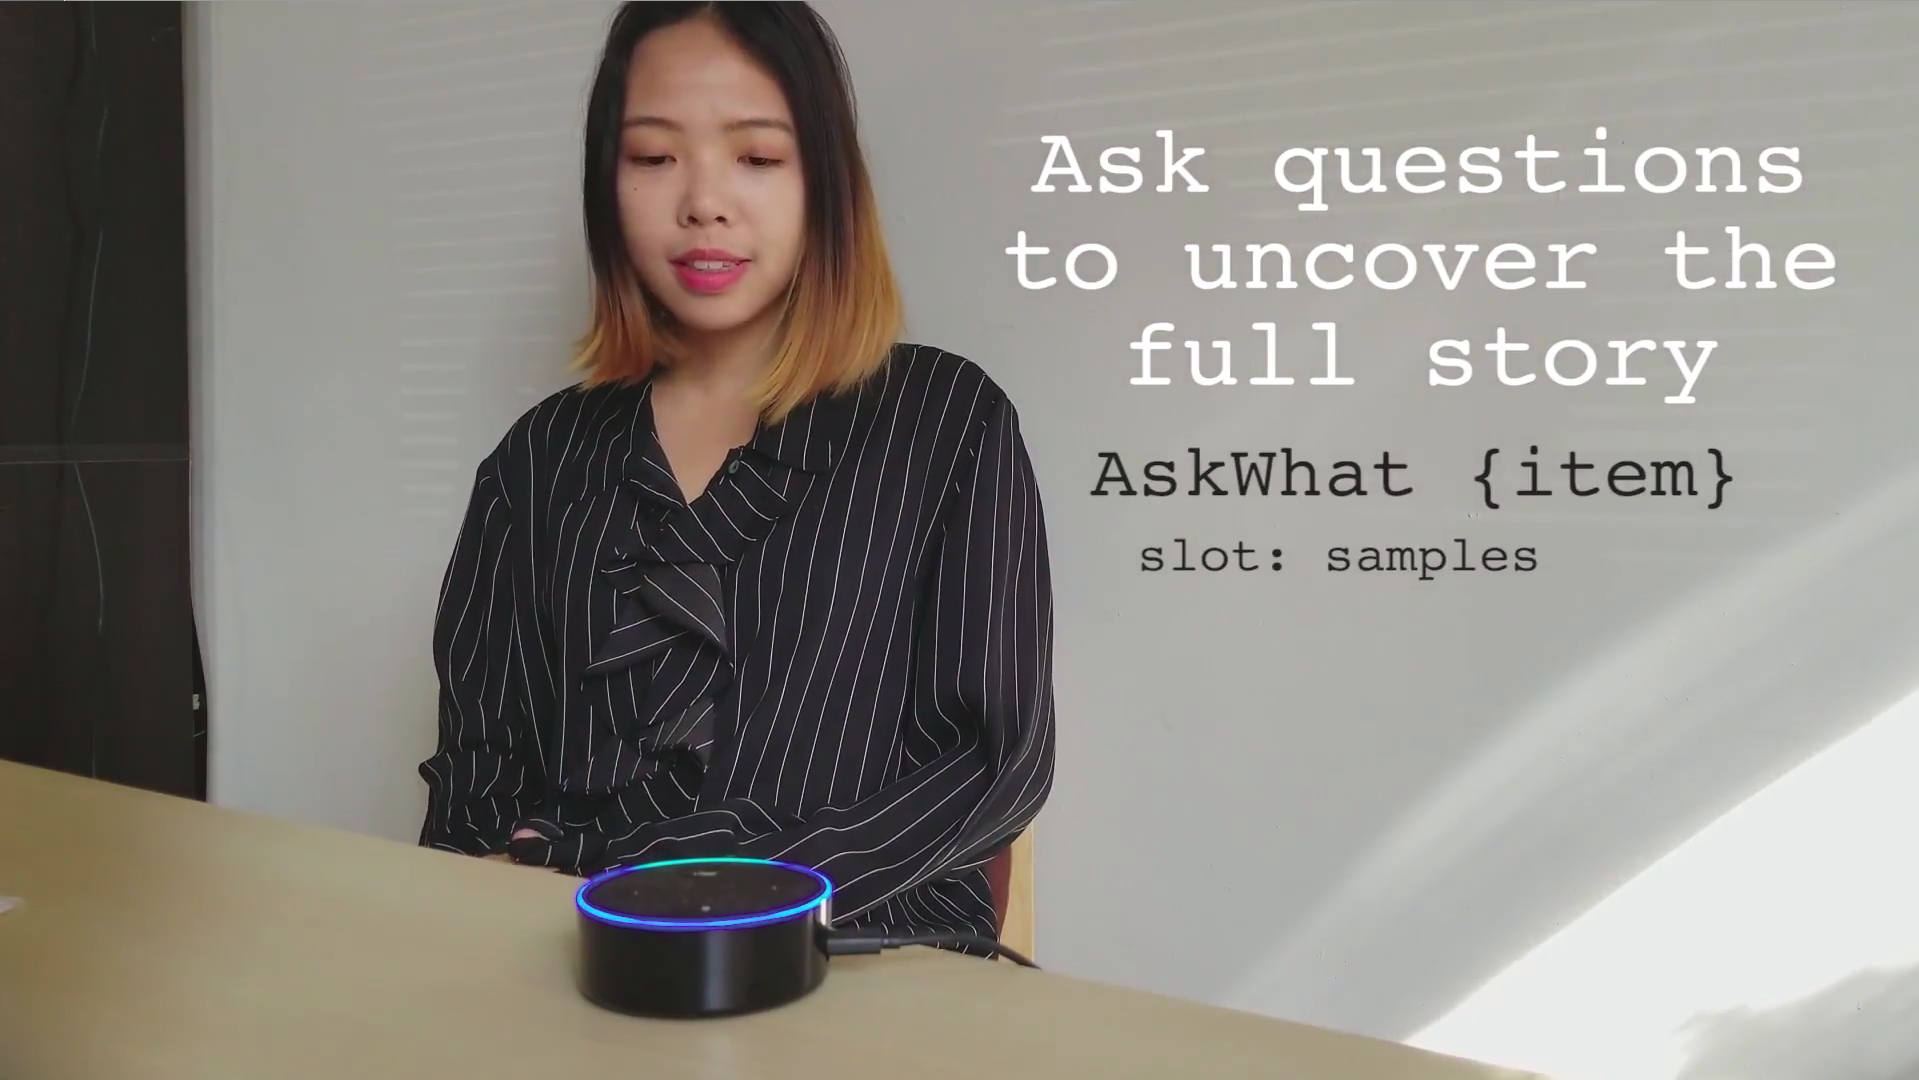 Ask questions
to uncover the
full story
AskWhat {item}
slot: samples